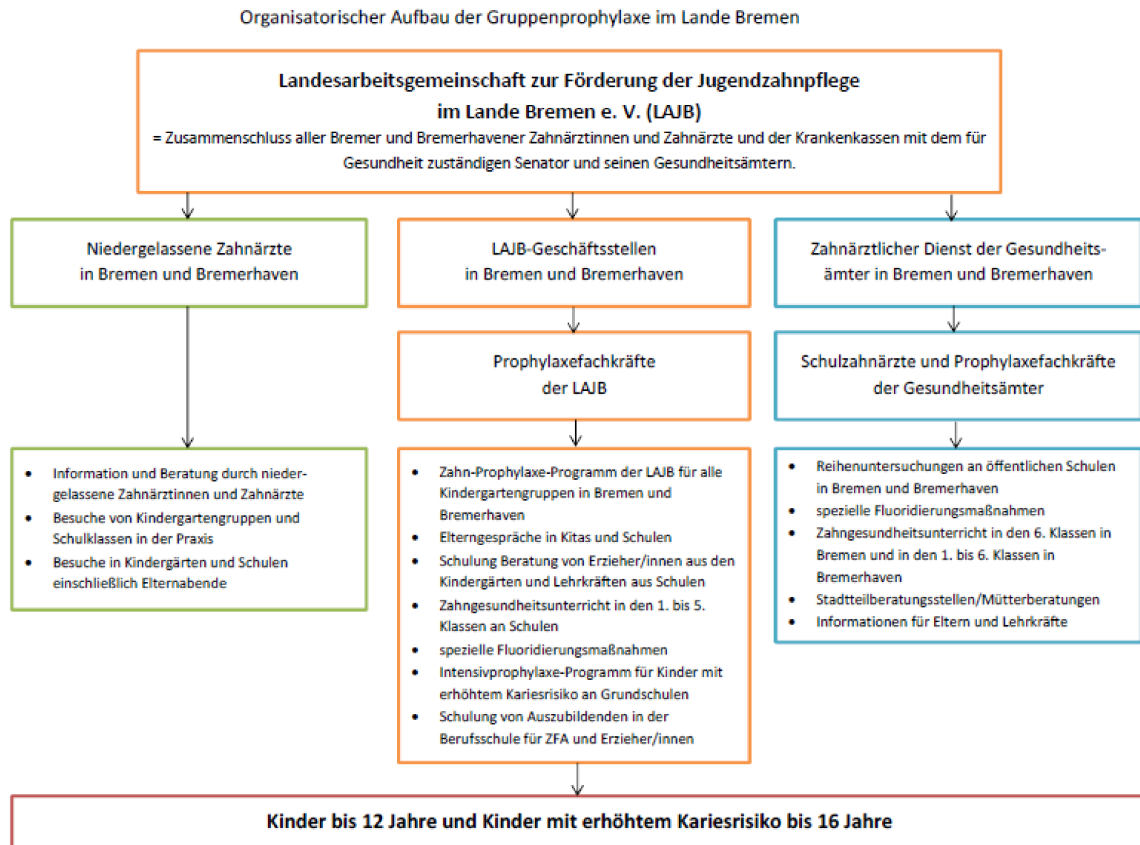 Organisatorischer Aufbau der Gruppenprophylaxe im Lande Bremen
Landesarbeitsgemeinschaft zur Förderung der Jugendzahnpflege
im Lande Bremen e. V. (LAJB)
= Zusammenschluss aller Bremer und Bremerhavener Zahnärztinnen und Zahnärzte und der Krankenkassen mit dem für
Gesundheit zuständigen Senator und seinen Gesundheitsämtern.
Niedergelassene Zahnärzte
in Bremen und Bremerhaven
LAJB-Geschäftsstellen
in Bremen und Bremerhaven
Zahnärztlicher Dienst der Gesundheits-
ämter in Bremen und Bremerhaven
Prophylaxefachkräfte
der LAJB
Schulzahnärzte und Prophylaxefachkräfte
der Gesundheitsämter
• Information und Beratung durch nieder-
gelassene Zahnärztinnen und Zahnärzte
• Besuche von Kindergartengruppen und
Schulklassen in der Praxis
• Besuche in Kindergärten und Schulen
einschließlich Elternabende
• Zahn-Prophylaxe-Programm der LAJB für alle
Kindergartengruppen in Bremen und
Bremerhaven
• Elterngespräche in Kitas und Schulen
• Schulung Beratung von Erzieher/innen aus den
Kindergärten und Lehrkräften aus Schulen
• Zahngesundheitsunterricht in den 1. bis 5.
Klassen an Schulen
• spezielle Fluoridierungsmaßnahmen
• Intensivprophylaxe-Programm für Kinder mit
erhöhtem Kariesrisiko an Grundschulen
• Schulung von Auszubildenden in der
Berufsschule für ZFA und Erzieher/innen
• Reihenuntersuchungen an öffentlichen Schulen
in Bremen und Bremerhaven
• spezielle Fluoridierungsmaßnahmen
• Zahngesundheitsunterricht in den 6. Klassen in
Bremen und in den 1. bis 6. Klassen in
Bremerhaven
• Stadtteilberatungsstellen/Mütterberatungen
• Informationen für Eltern und Lehrkräfte
Kinder bis 12 Jahre und Kinder mit erhöhtem Kariesrisiko bis 16 Jahre